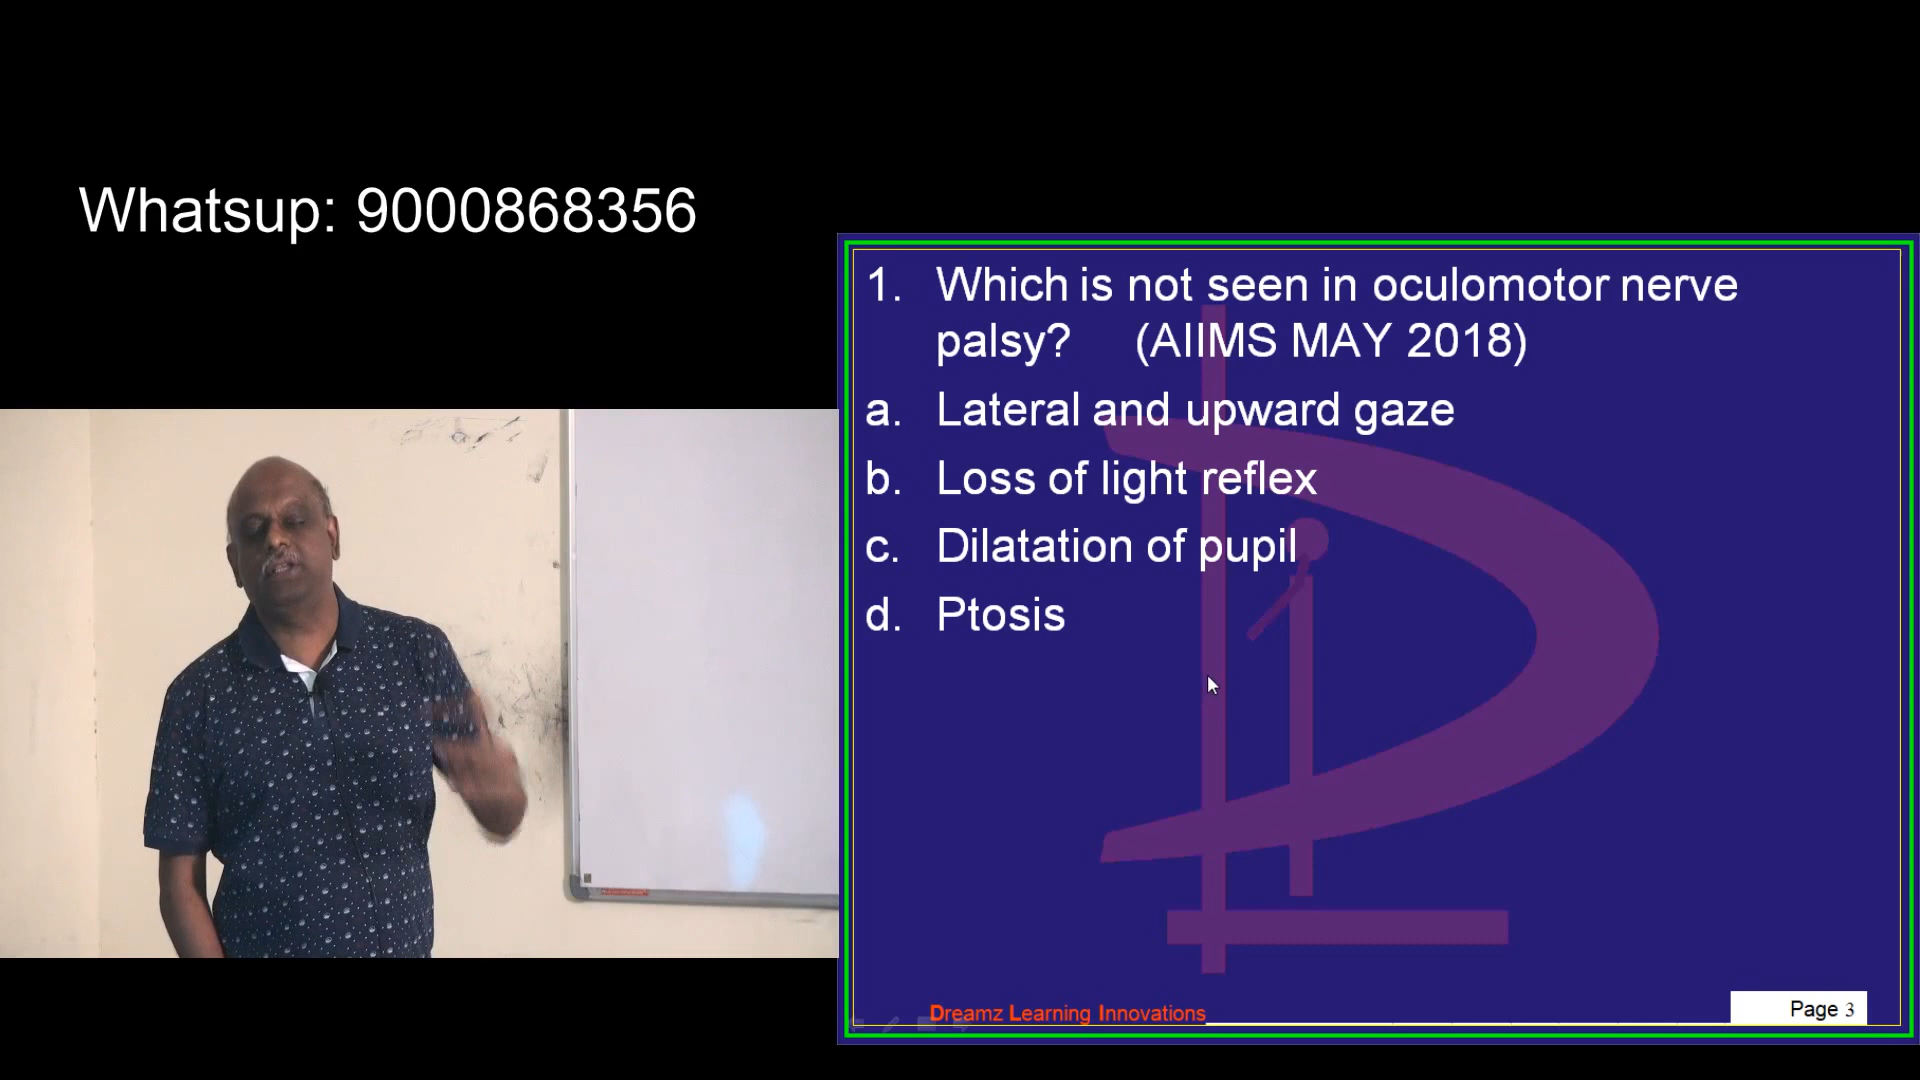 Whatsup: 9000868356
1. Which is not seen in oculomotor nerve
palsy? (AIIMS MAY 2018)
a. Lateral and upward gaze
b. Loss of light reflex
c. Dilatation of pupil
d. Ptosis
Dreamz Learning Innovations
Page 3